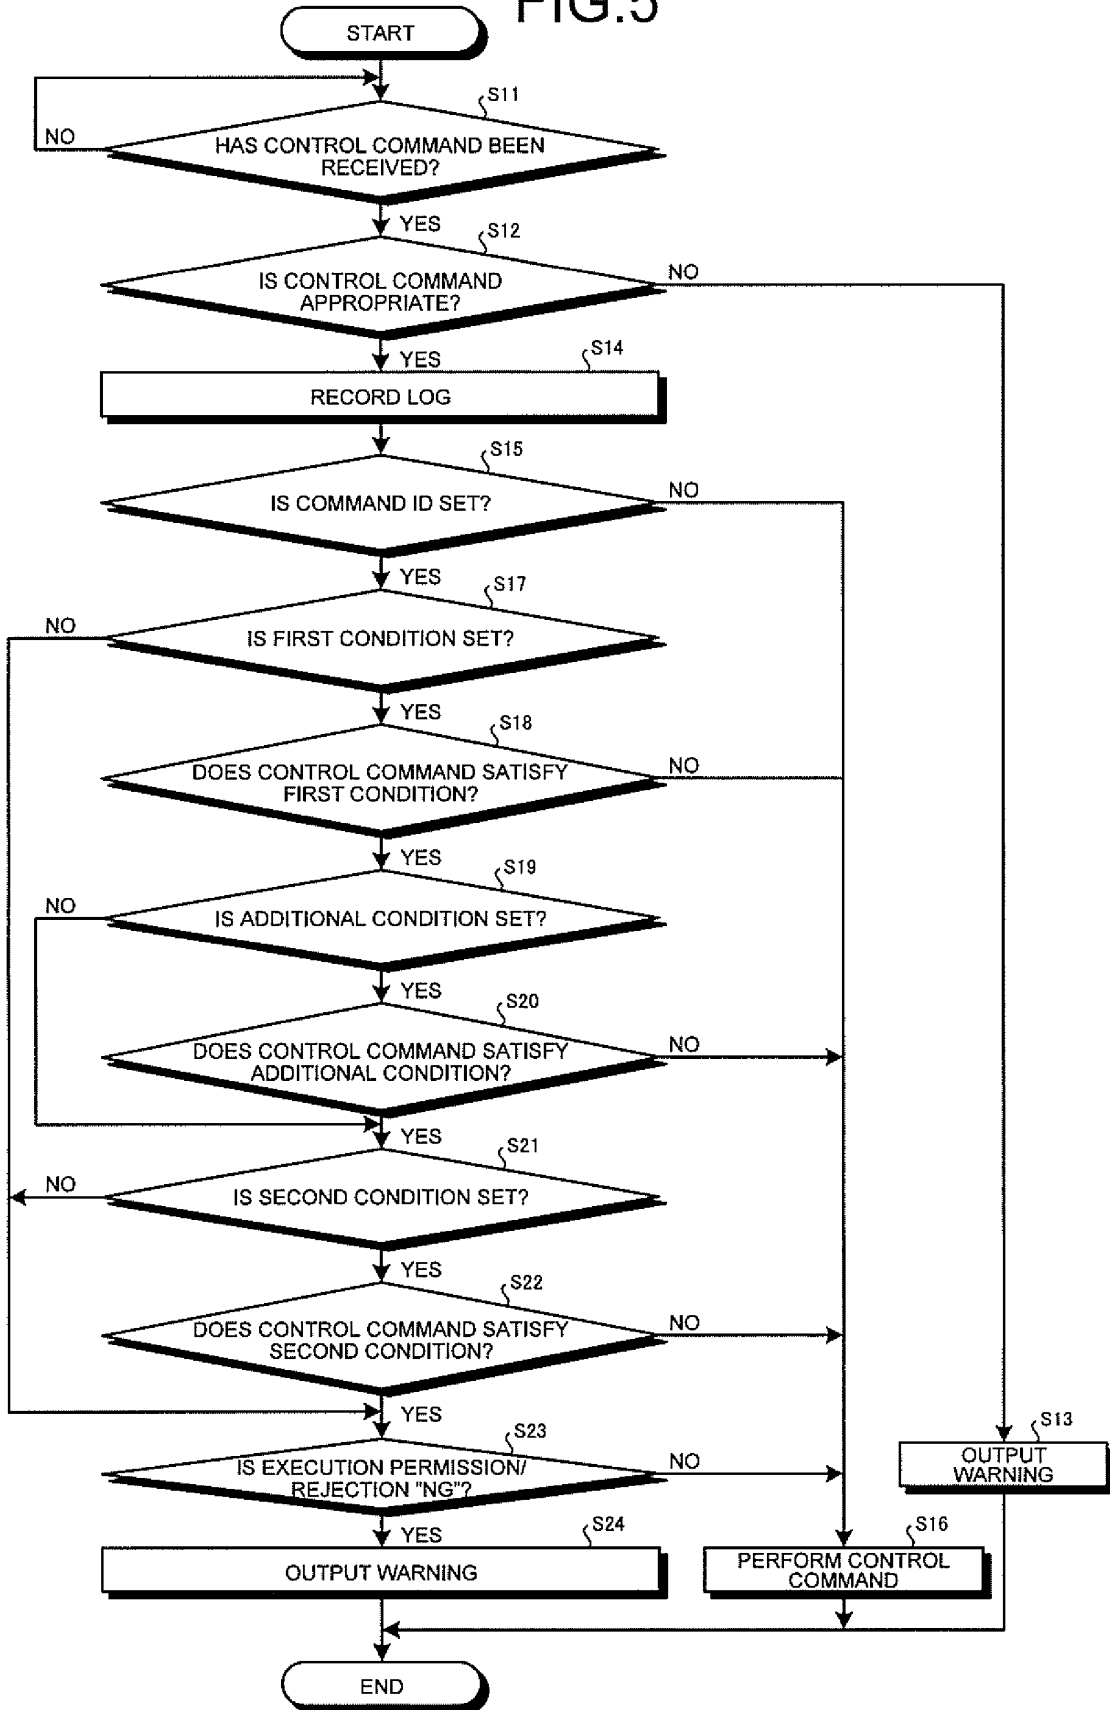 FIG.5
START
S11
NO
HAS CONTROL COMMAND BEEN
RECEIVED?
YES
S12
NO
IS CONTROL COMMAND
APPROPRIATE?
YES
S14
RECORD LOG
S15
NO
IS COMMAND ID SET?
YES
S17
NO
IS FIRST CONDITION SET?
YES
S18
NO
DOES CONTROL COMMAND SATISFY
FIRST CONDITION?
YES
S19
NO
IS ADDITIONAL CONDITION SET?
YES
S20
NO
DOES CONTROL COMMAND SATISFY
ADDITIONAL CONDITION?
YES
S21
NO
IS SECOND CONDITION SET?
YES
S22
NO
DOES CONTROL COMMAND SATISFY
SECOND CONDITION?
YES
S23
NO
IS EXECUTION PERMISSION/
REJECTION "NG"?
S13
OUTPUT
WARNING
YES
S24
OUTPUT WARNING
S16
PERFORM CONTROL
COMMAND
END